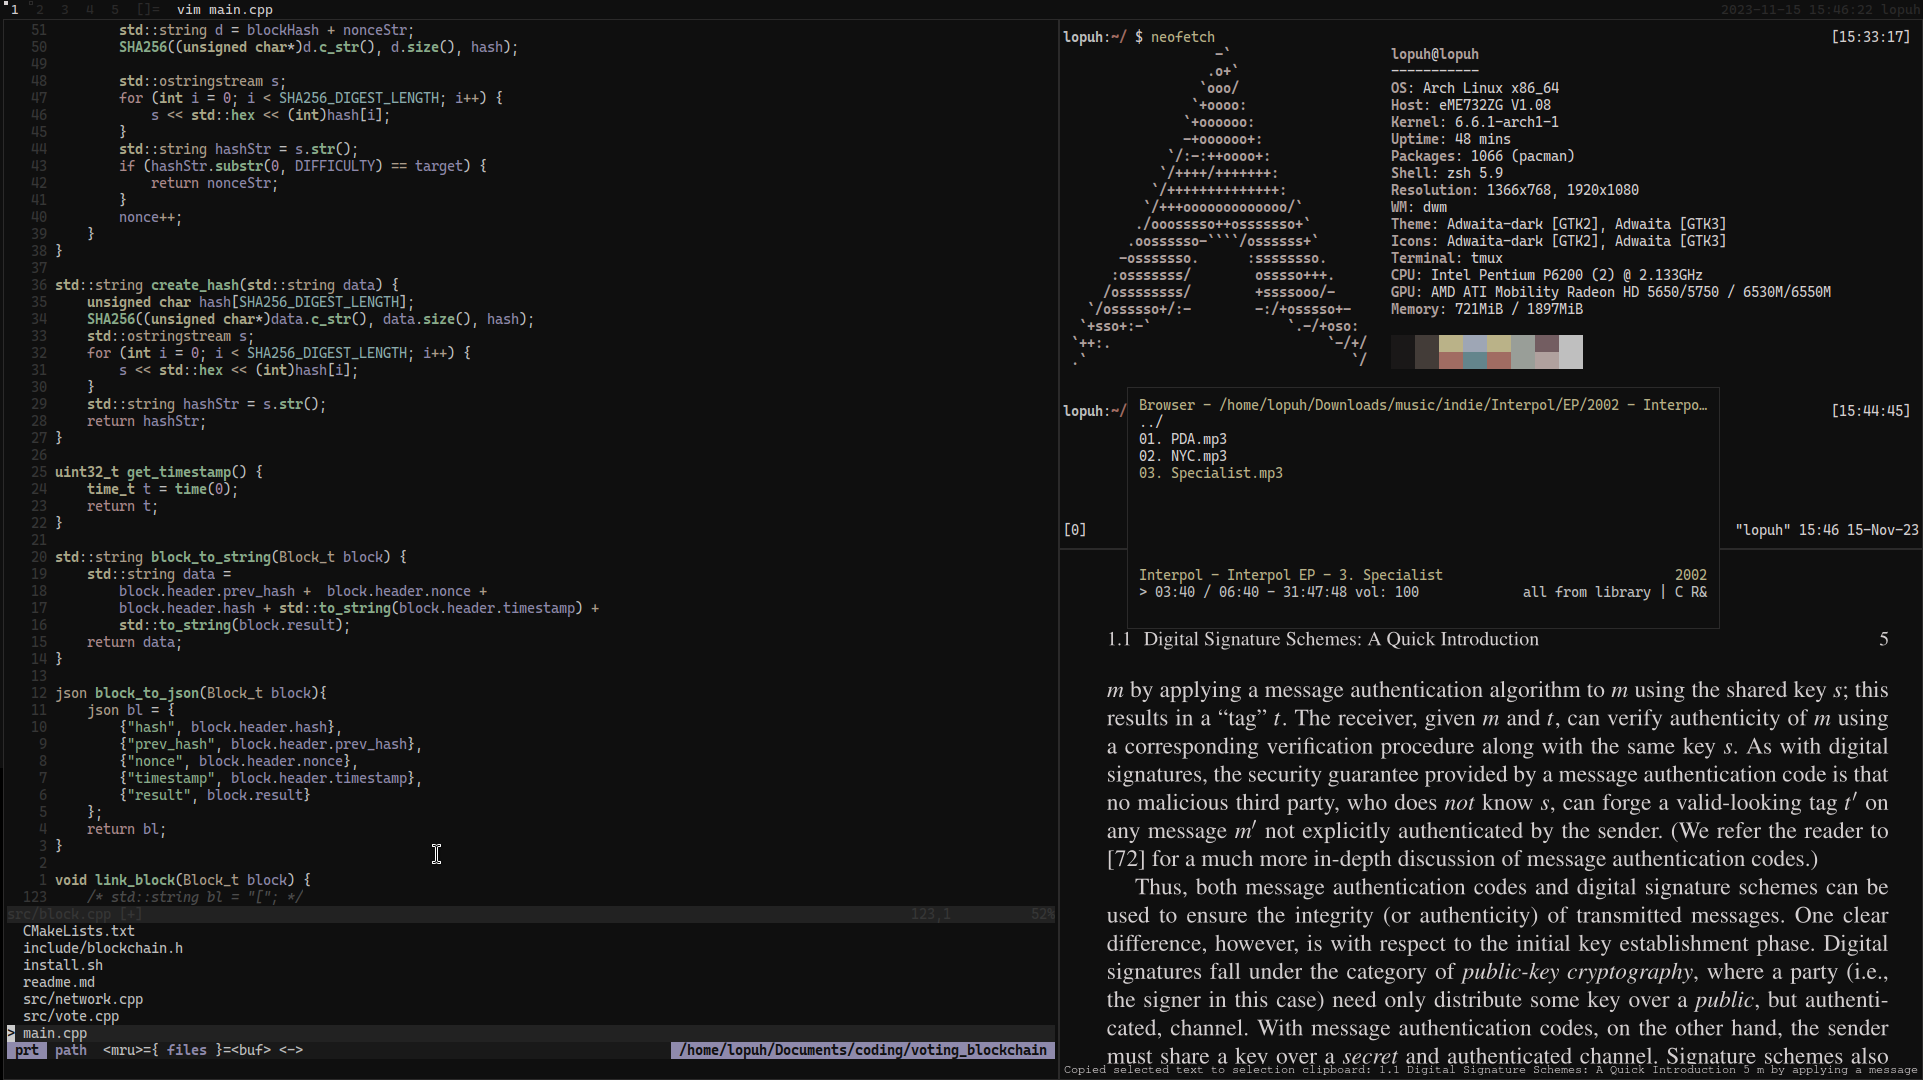 1 2 3 4 5 []= vim main.cpp
2023-11-15 15:46:22 lopuh
51         std::string d = blockHash + nonceStr;
50         SHA256((unsigned char*)d.c_str(), d.size(), hash);
49
48         std::ostringstream s;
47         for (int i = 0; i < SHA256_DIGEST_LENGTH; i++) {
46             s << std::hex << (int)hash[i];
45         }
44         std::string hashStr = s.str();
43         if (hashStr.substr(0, DIFFICULTY) == target) {
42             return nonceStr;
41         }
40         nonce++;
39     }
38 }
37
36 std::string create_hash(std::string data) {
35     unsigned char hash[SHA256_DIGEST_LENGTH];
34     SHA256((unsigned char*)data.c_str(), data.size(), hash);
33     std::ostringstream s;
32     for (int i = 0; i < SHA256_DIGEST_LENGTH; i++) {
31         s << std::hex << (int)hash[i];
30     }
29     std::string hashStr = s.str();
28     return hashStr;
27 }
26
25 uint32_t get_timestamp() {
24     time_t t = time(0);
23     return t;
22 }
21
20 std::string block_to_string(Block_t block) {
19     std::string data =
18         block.header.prev_hash +  block.header.nonce +
17         block.header.hash + std::to_string(block.header.timestamp) +
16         std::to_string(block.result);
15     return data;
14 }
13
12 json block_to_json(Block_t block){
11     json bl = {
10         {"hash", block.header.hash},
9         {"prev_hash", block.header.prev_hash},
8         {"nonce", block.header.nonce},
7         {"timestamp", block.header.timestamp},
6         {"result", block.result}
5     };
4     return bl;
3 }
2
1 void link_block(Block_t block) {
123     /* std::string bl = "["; */
src/block.cpp [+] 123,1 52%
CMakeLists.txt
include/blockchain.h
install.sh
readme.md
src/network.cpp
src/vote.cpp
> main.cpp
prt path <mru>={ files }=<buf> <-> /home/lopuh/Documents/coding/voting_blockchain
lopuh:~/ $ neofetch [15:33:17]
lopuh@lopuh
-----------
OS: Arch Linux x86_64
Host: eME732ZG V1.08
Kernel: 6.6.1-arch1-1
Uptime: 48 mins
Packages: 1066 (pacman)
Shell: zsh 5.9
Resolution: 1366x768, 1920x1080
WM: dwm
Theme: Adwaita-dark [GTK2], Adwaita [GTK3]
Icons: Adwaita-dark [GTK2], Adwaita [GTK3]
Terminal: tmux
CPU: Intel Pentium P6200 (2) @ 2.133GHz
GPU: AMD ATI Mobility Radeon HD 5650/5750 / 6530M/6550M
Memory: 721MiB / 1897MiB
lopuh:~/ [15:44:45]
Browser - /home/lopuh/Downloads/music/indie/Interpol/EP/2002 - Interpo…
../
01. PDA.mp3
02. NYC.mp3
03. Specialist.mp3
[0] "lopuh" 15:46 15-Nov-23
Interpol - Interpol EP - 3. Specialist 2002
> 03:40 / 06:40 - 31:47:48 vol: 100 all from library | C R&
1.1 Digital Signature Schemes: A Quick Introduction 5
m by applying a message authentication algorithm to m using the shared key s; this
results in a “tag” t. The receiver, given m and t, can verify authenticity of m using
a corresponding verification procedure along with the same key s. As with digital
signatures, the security guarantee provided by a message authentication code is that
no malicious third party, who does not know s, can forge a valid-looking tag t′ on
any message m′ not explicitly authenticated by the sender. (We refer the reader to
[72] for a much more in-depth discussion of message authentication codes.)
Thus, both message authentication codes and digital signature schemes can be
used to ensure the integrity (or authenticity) of transmitted messages. One clear
difference, however, is with respect to the initial key establishment phase. Digital
signatures fall under the category of public-key cryptography, where a party (i.e.,
the signer in this case) need only distribute some key over a public, but authenti-
cated, channel. With message authentication codes, on the other hand, the sender
must share a key over a secret and authenticated channel. Signature schemes also
Copied selected text to selection clipboard: 1.1 Digital Signature Schemes: A Quick Introduction 5 m by applying a message